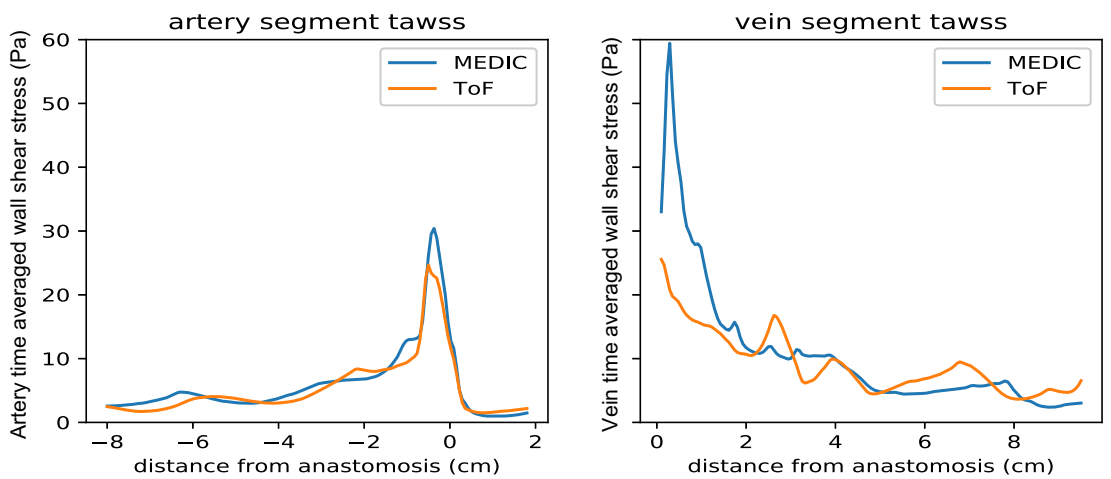 artery segment tawss
Artery time averaged wall shear stress (Pa)
60
50
40
30
20
10
0
−8
−6
−4
−2
0
2
distance from anastomosis (cm)
MEDIC
ToF
vein segment tawss
Vein time averaged wall shear stress (Pa)
0
2
4
6
8
distance from anastomosis (cm)
MEDIC
ToF